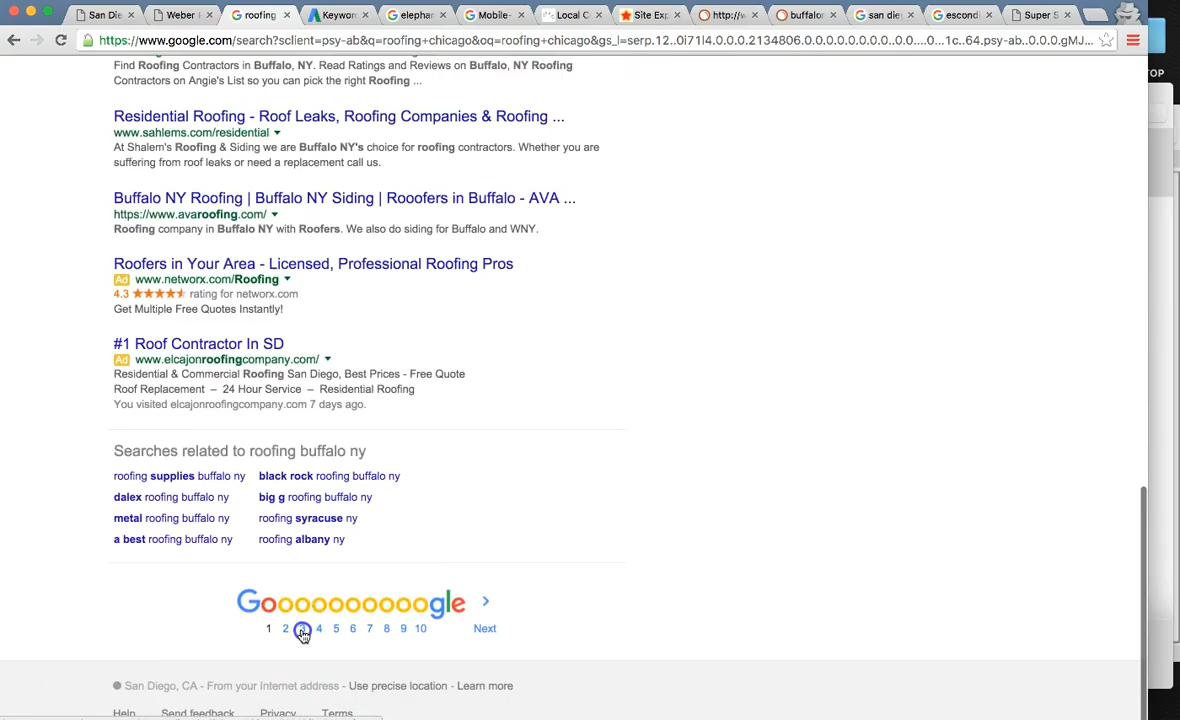 San Di
Weber
roofing
Keywor
elephar
Mobile-
Local C
Site Exp
http://w
buffalor
san die
escondi
Super S
https://www.google.com/search?sclient=psy-ab&q=roofing+chicago&oq=roofing+chicago&gs_l=serp.12..0i71l4.0.0.0.2134806.0.0.0.0.0.0.0.0..0.0....0...1c..64.psy-ab..0.0.0.gMJ...
TOP
Find Roofing Contractors in Buffalo, NY. Read Ratings and Reviews on Buffalo, NY Roofing
Contractors on Angie's List so you can pick the right Roofing ...
Residential Roofing - Roof Leaks, Roofing Companies & Roofing ...
www.sahlems.com/residential
At Shalem's Roofing & Siding we are Buffalo NY's choice for roofing contractors. Whether you are
suffering from roof leaks or need a replacement call us.
Buffalo NY Roofing | Buffalo NY Siding | Rooofers in Buffalo - AVA ...
https://www.avaroofing.com/
Roofing company in Buffalo NY with Roofers. We also do siding for Buffalo and WNY.
Roofers in Your Area - Licensed, Professional Roofing Pros
Ad www.networx.com/Roofing
4.3 rating for networx.com
Get Multiple Free Quotes Instantly!
#1 Roof Contractor In SD
Ad www.elcajonroofingcompany.com/
Residential & Commercial Roofing San Diego, Best Prices - Free Quote
Roof Replacement – 24 Hour Service – Residential Roofing
You visited elcajonroofingcompany.com 7 days ago.
Searches related to roofing buffalo ny
roofing supplies buffalo ny black rock roofing buffalo ny
dalex roofing buffalo ny big g roofing buffalo ny
metal roofing buffalo ny roofing syracuse ny
a best roofing buffalo ny roofing albany ny
Goooooooooogle
1 2 3 4 5 6 7 8 9 10 Next
San Diego, CA - From your Internet address - Use precise location - Learn more
Help Send feedback Privacy Terms